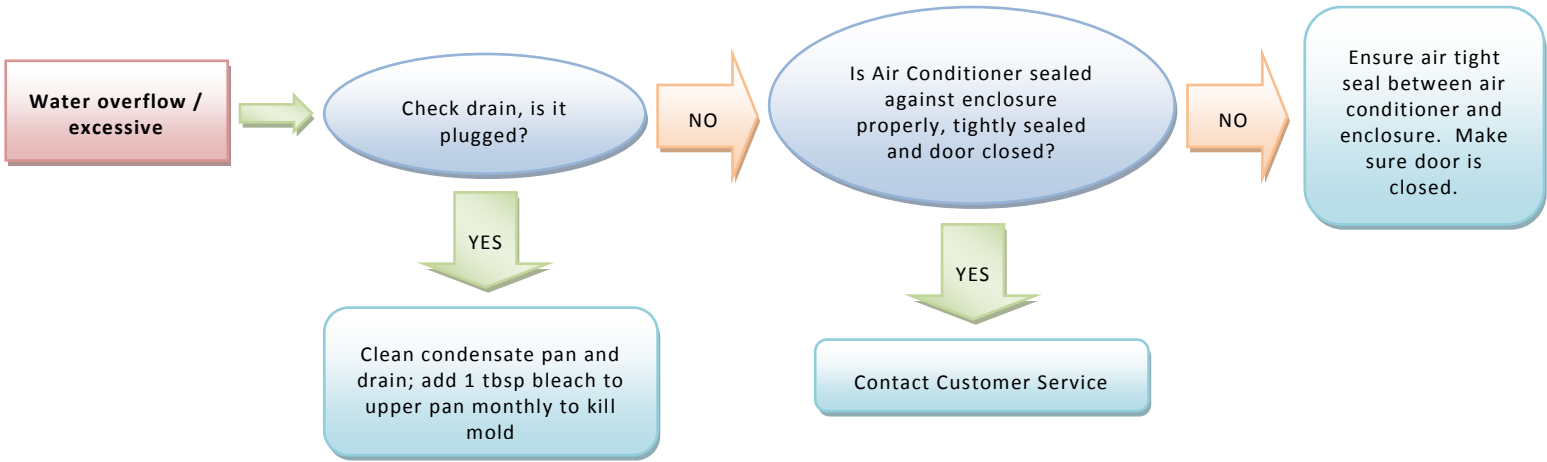 Water overflow /
excessive
Check drain, is it
plugged?
NO
Is Air Conditioner sealed
against enclosure
properly, tightly sealed
and door closed?
NO
Ensure air tight
seal between air
conditioner and
enclosure.  Make
sure door is
closed.
YES
YES
Clean condensate pan and
drain; add 1 tbsp bleach to
upper pan monthly to kill
mold
Contact Customer Service